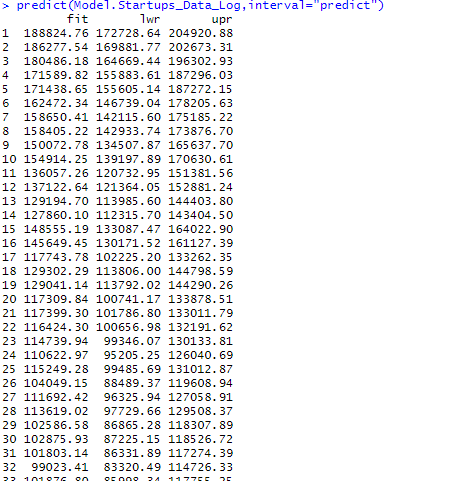 > predict(Model.Startups_Data_Log,interval="predict")
fit lwr upr
1 188824.76 172728.64 204920.88
2 186277.54 169881.77 202673.31
3 180486.18 164669.44 196302.93
4 171589.82 155883.61 187296.03
5 171438.65 155605.14 187272.15
6 162472.34 146739.04 178205.63
7 158650.41 142115.60 175185.22
8 158405.22 142933.74 173876.70
9 150072.78 134507.87 165637.70
10 154914.25 139197.89 170630.61
11 136057.26 120732.95 151381.56
12 137122.64 121364.05 152881.24
13 129194.70 113985.60 144403.80
14 127860.10 112315.70 143404.50
15 148555.19 133087.47 164022.90
16 145649.45 130171.52 161127.39
17 117743.78 102225.20 133262.35
18 129302.29 113806.00 144798.59
19 129041.14 113792.02 144290.26
20 117309.84 100741.17 133878.51
21 117399.30 101786.80 133011.79
22 116424.30 100656.98 132191.62
23 114739.94 99346.07 130133.81
24 110622.97 95205.25 126040.69
25 115249.28 99485.69 131012.87
26 104049.15 88489.37 119608.94
27 111692.42 96325.94 127058.91
28 113619.02 97729.66 129508.37
29 102586.58 86865.28 118307.89
30 102875.93 87225.15 118526.72
31 101803.14 86331.89 117274.39
32 99023.41 83320.49 114726.33
33 101876.80 85998.34 117755.25